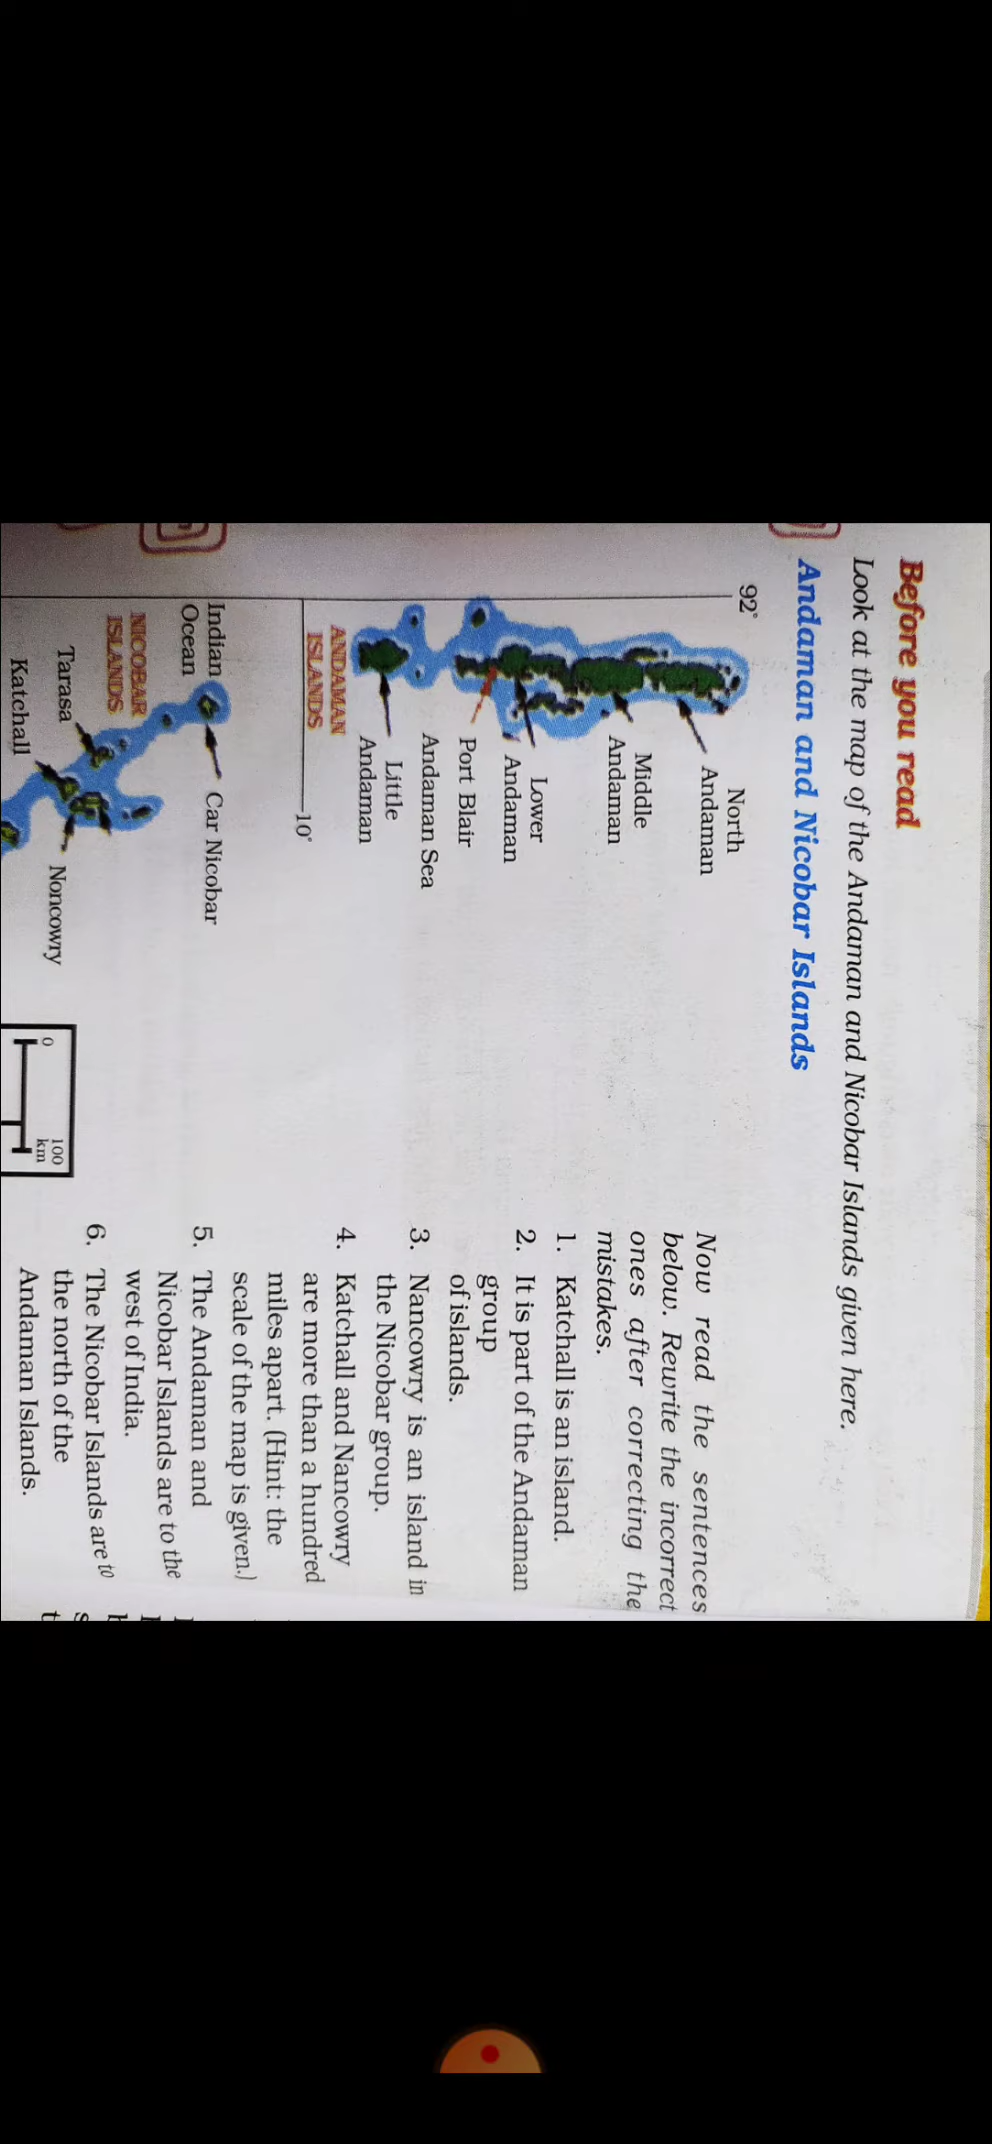 Before you read
Look at the map of the Andaman and Nicobar Islands given here.
Andaman and Nicobar Islands
92°
North
Andaman
Middle
Andaman
Lower
Andaman
Port Blair
Andaman Sea
Little
Andaman
ANDAMAN
ISLANDS
10°
Indian
Ocean
Car Nicobar
NICOBAR
ISLANDS
Tarasa
Katchall
Noncowry
0
100
km
Now read the sentences
below. Rewrite the incorrect
ones after correcting the
mistakes.
1. Katchall is an island.
2. It is part of the Andaman
group
of islands.
3. Nancowry is an island in
the Nicobar group.
4. Katchall and Nancowry
are more than a hundred
miles apart. (Hint: the
scale of the map is given.)
5. The Andaman and
Nicobar Islands are to the
west of India.
6. The Nicobar Islands are to
the north of the
Andaman Islands.